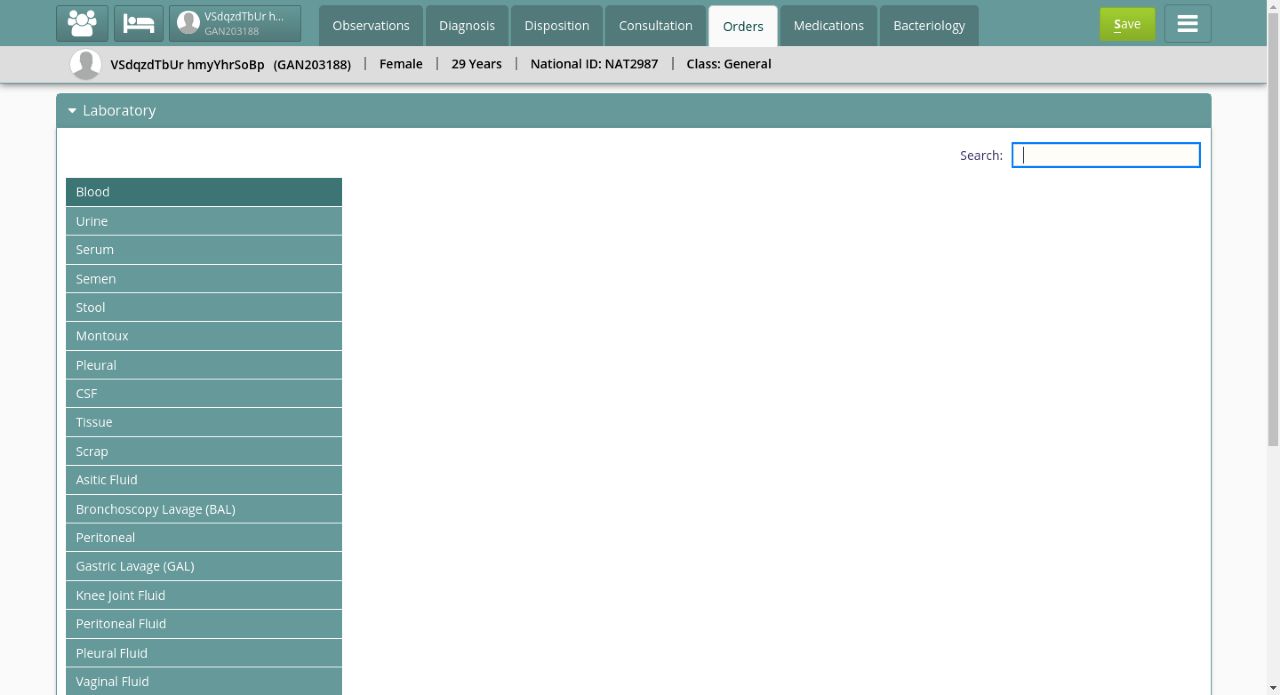 VSdqzdTbUr h...
GAN203188
Observations
Diagnosis
Disposition
Consultation
Orders
Medications
Bacteriology
Save
VSdqzdTbUr hmyYhrSoBp (GAN203188) | Female | 29 Years | National ID: NAT2987 | Class: General
Laboratory
Search:
Blood
Urine
Serum
Semen
Stool
Montoux
Pleural
CSF
Tissue
Scrap
Asitic Fluid
Bronchoscopy Lavage (BAL)
Peritoneal
Gastric Lavage (GAL)
Knee Joint Fluid
Peritoneal Fluid
Pleural Fluid
Vaginal Fluid